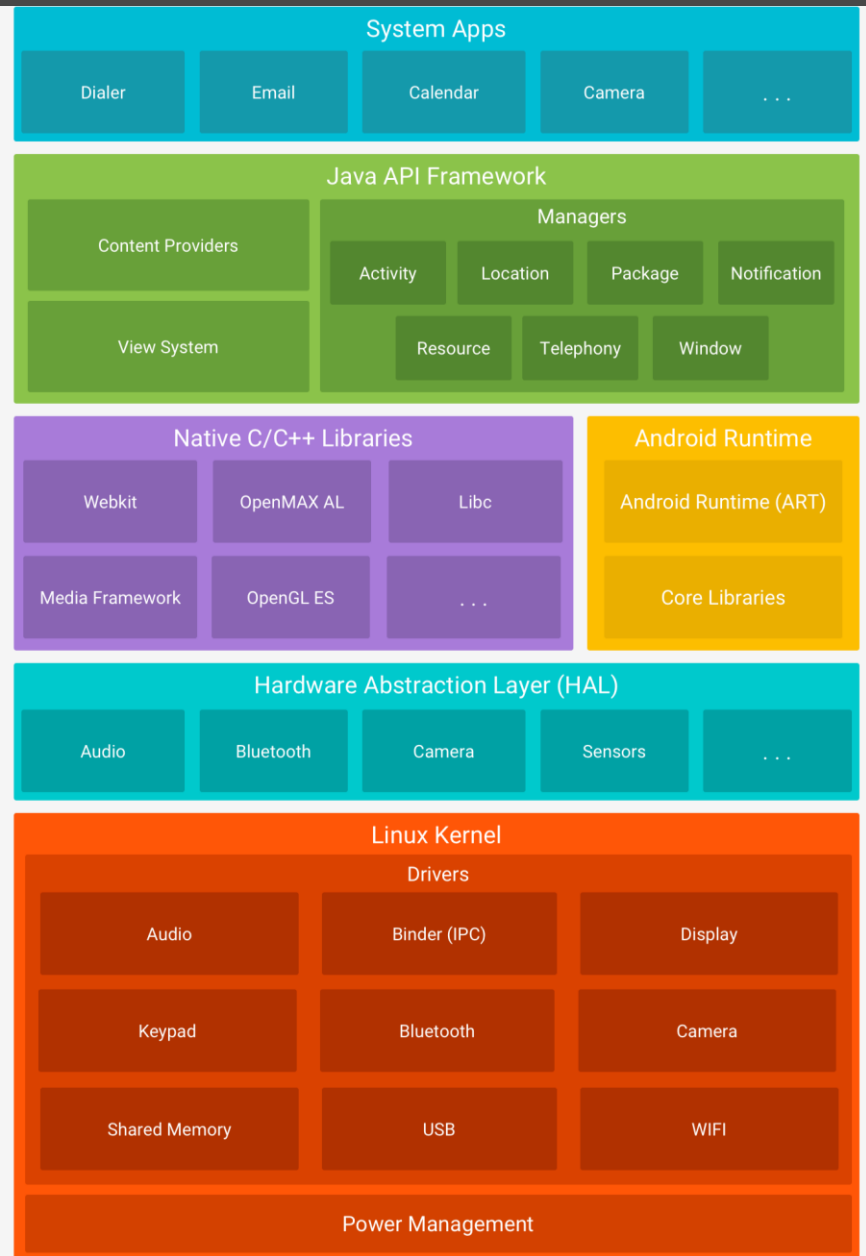 System Apps
Dialer
Email
Calendar
Camera
. . .
Java API Framework
Content Providers
View System
Managers
Activity
Location
Package
Notification
Resource
Telephony
Window
Native C/C++ Libraries
Webkit
OpenMAX AL
Libc
Media Framework
OpenGL ES
. . .
Android Runtime
Android Runtime (ART)
Core Libraries
Hardware Abstraction Layer (HAL)
Audio
Bluetooth
Camera
Sensors
. . .
Linux Kernel
Drivers
Audio
Binder (IPC)
Display
Keypad
Bluetooth
Camera
Shared Memory
USB
WIFI
Power Management